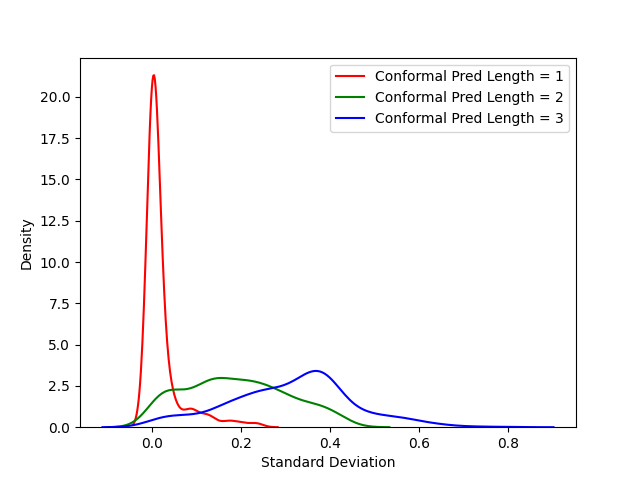 Conformal Pred Length = 1
Conformal Pred Length = 2
Conformal Pred Length = 3
Density
20.0
17.5
15.0
12.5
10.0
7.5
5.0
2.5
0.0
0.0 0.2 0.4 0.6 0.8
Standard Deviation